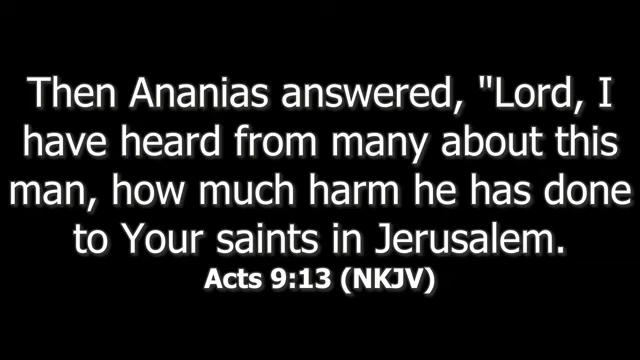 Then Ananias answered, "Lord, I
have heard from many about this
man, how much harm he has done
to Your saints in Jerusalem.
Acts 9:13 (NKJV)